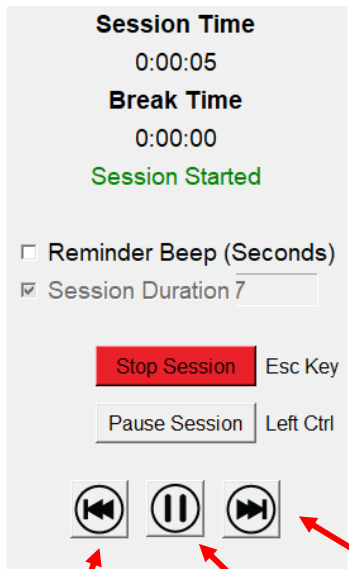 Session Time
0:00:05
Break Time
0:00:00
Session Started
Reminder Beep (Seconds)
Session Duration 7
Stop Session Esc Key
Pause Session Left Ctrl